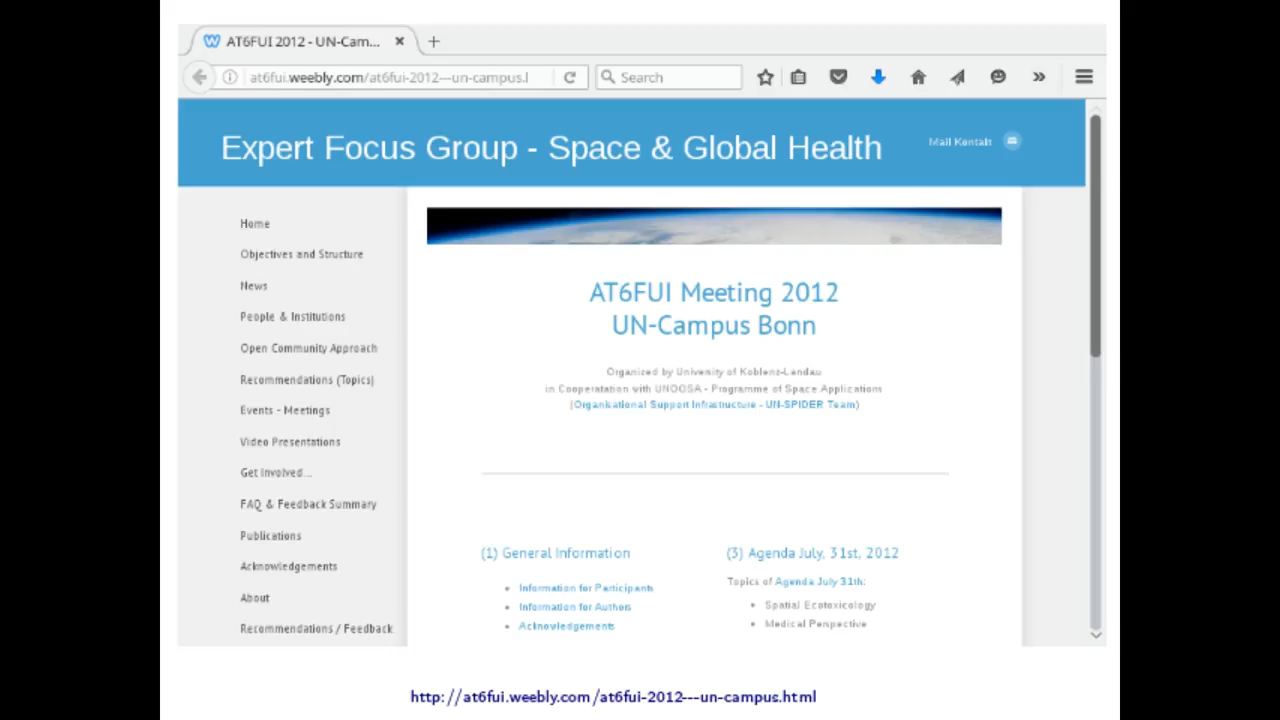 AT6FUI 2012 - UN-Cam...
at6fui.weebly.com/at6fui-2012---un-campus.l
Search
Expert Focus Group - Space & Global Health
Mail Kontalt
Home
Objectives and Structure
News
People & Institutions
Open Community Approach
Recommendations (Topics)
Events - Meetings
Video Presentations
Get involved...
FAQ & Feedback Summary
Publications
Acknowledgements
About
Recommendations / Feedback
AT6FUI Meeting 2012
UN-Campus Bonn
Organized by Univenity of Koblenz-Landau
in Cooperatation with UNOOSA - Programme of Space Applications
(Organisational Support Infrastructure - UN-SPIDER Team)
(1) General Information
Information for Participants
Information for Authors
Acknowledgements
(3) Agenda July, 31st, 2012
Topics of Agenda July 31th:
Spatial Ecotoxicology
Medical Perspective
http://at6fui.weebly.com/at6fui-2012---un-campus.html